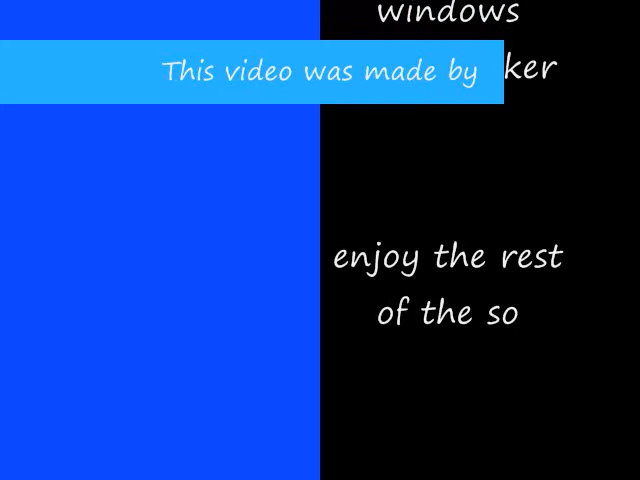 windows
This video was made by
ker
enjoy the rest
of the so